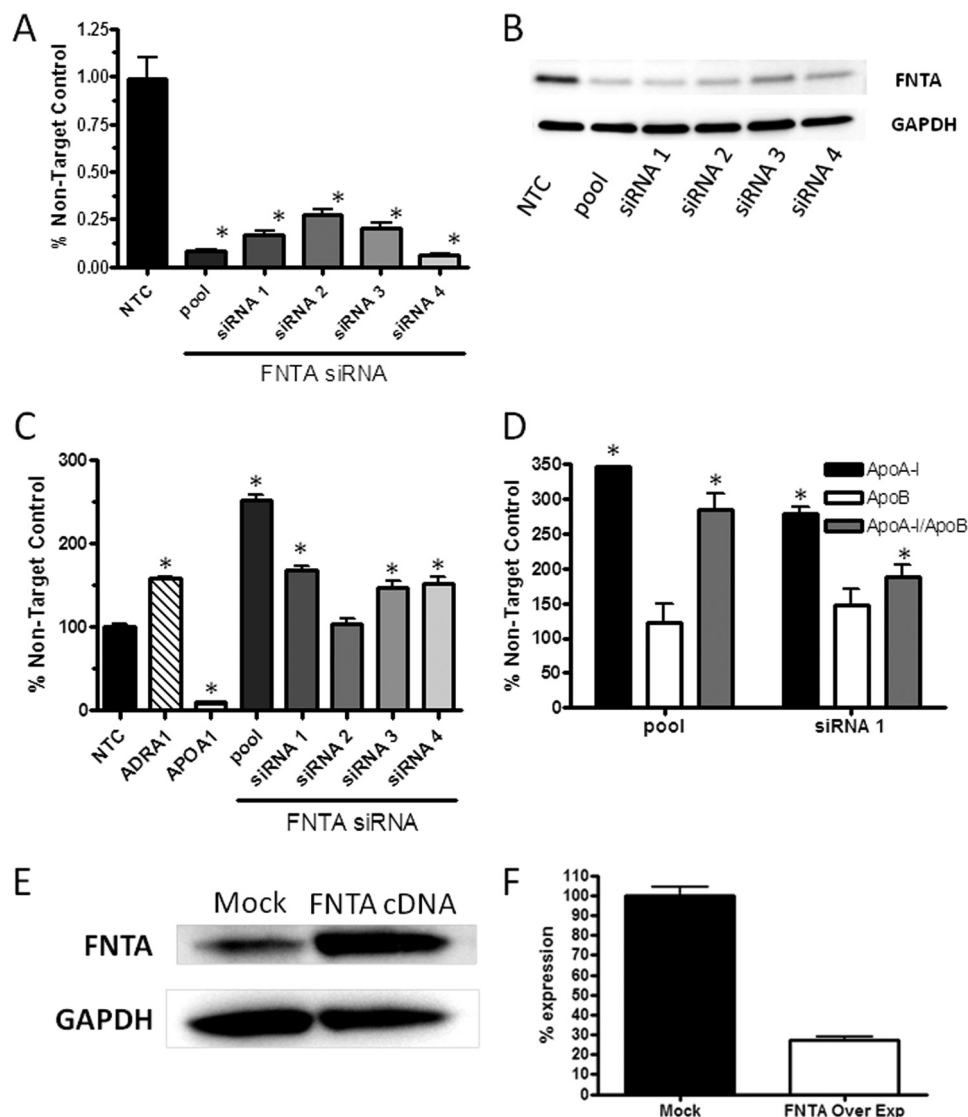 A
% Non-Target Control
1.25
1.00
0.75
0.50
0.25
0.00
* * * * *
NTC pool siRNA 1 siRNA 2 siRNA 3 siRNA 4
FNTA siRNA
B
FNTA
GAPDH
NTC pool siRNA 1 siRNA 2 siRNA 3 siRNA 4
C
% Non-Target Control
300
200
100
0
* * * * * *
NTC ADRA1 APOA1 pool siRNA 1 siRNA 2 siRNA 3 siRNA 4
FNTA siRNA
D
% Non-Target Control
350
300
250
200
150
100
50
0
* * * *
ApoA-I
ApoB
ApoA-I/ApoB
pool siRNA 1
E
Mock FNTA cDNA
FNTA
GAPDH
F
% expression
110
100
90
80
70
60
50
40
30
20
10
0
Mock FNTA Over Exp